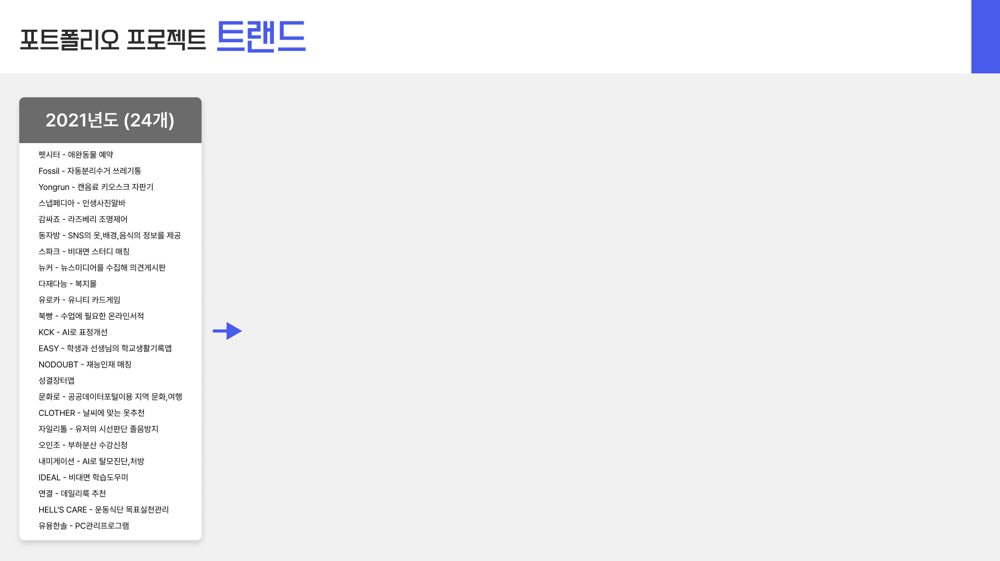 포트폴리오 프로젝트 트랜드
2021년도 (24개)
펫시터 - 애완동물 예약
Fossil - 자동분리수거 쓰레기통
Yongrun - 캔음료 키오스크 자판기
스냅페디아 - 인생사진알바
감싸죠 - 라즈베리 조명제어
동자방 - SNS의 옷,배경,음식의 정보를 제공
스파크 - 비대면 스터디 매칭
뉴커 - 뉴스미디어를 수집해 의견게시판
다재다능 - 복지몰
유로카 - 유니티 카드게임
북빵 - 수업에 필요한 온라인서적
KCK - AI로 표정개선
EASY - 학생과 선생님의 학교생활기록앱
NODOUBT - 재능인재 매칭
성결장터앱
문화로 - 공공데이터포털이용 지역 문화,여행
CLOTHER - 날씨에 맞는 옷추천
자일리톨 - 유저의 시선판단 졸음방지
오인조 - 부하분산 수강신청
내미게이션 - AI로 탈모진단,처방
IDEAL - 비대면 학습도우미
연결 - 데일리룩 추천
HELL'S CARE - 운동식단 목표실천관리
유용한솔 - PC관리프로그램